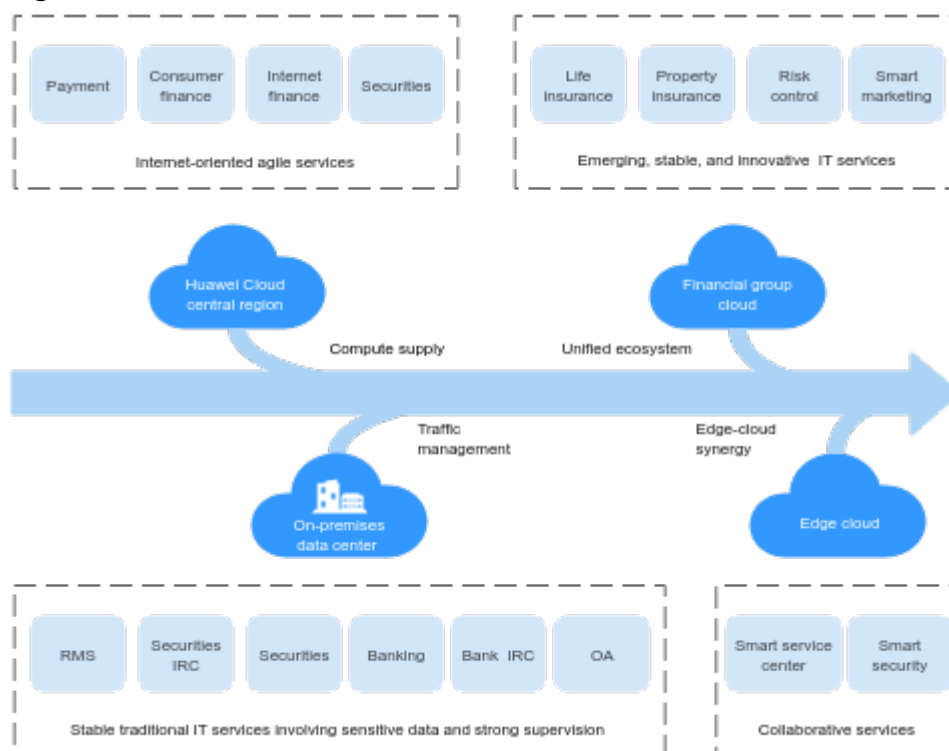 Payment
Consumer
finance
Internet
finance
Securities
Internet-oriented agile services
Life
insurance
Property
insurance
Risk
control
Smart
marketing
Emerging, stable, and innovative IT services
Huawei Cloud
central region
Financial group
cloud
Compute supply
Unified ecosystem
Traffic
management
Edge-cloud
synergy
On-premises
data center
Edge cloud
RMS
Securities
IRC
Securities
Banking
Bank IRC
OA
Stable traditional IT services involving sensitive data and strong supervision
Smart service
center
Smart
security
Collaborative services